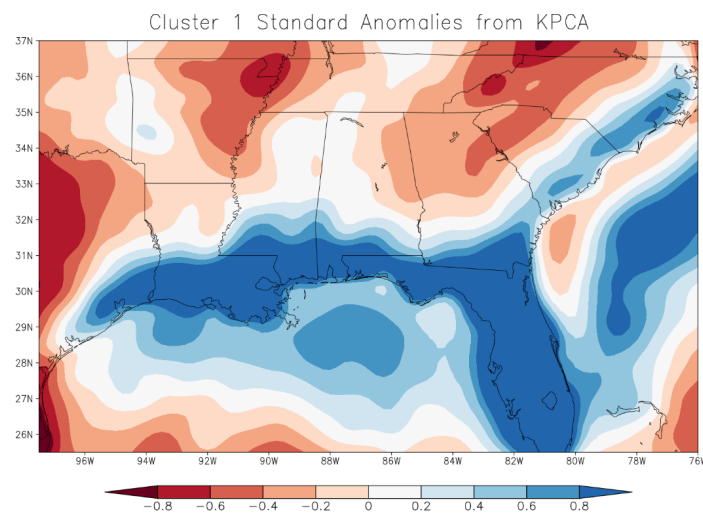 Cluster 1 Standard Anomalies from KPCA
37N
36N
35N
34N
33N
32N
31N
30N
29N
28N
27N
26N
96W 94W 92W 90W 88W 86W 84W 82W 80W 78W 76W
-0.8 -0.6 -0.4 -0.2 0 0.2 0.4 0.6 0.8